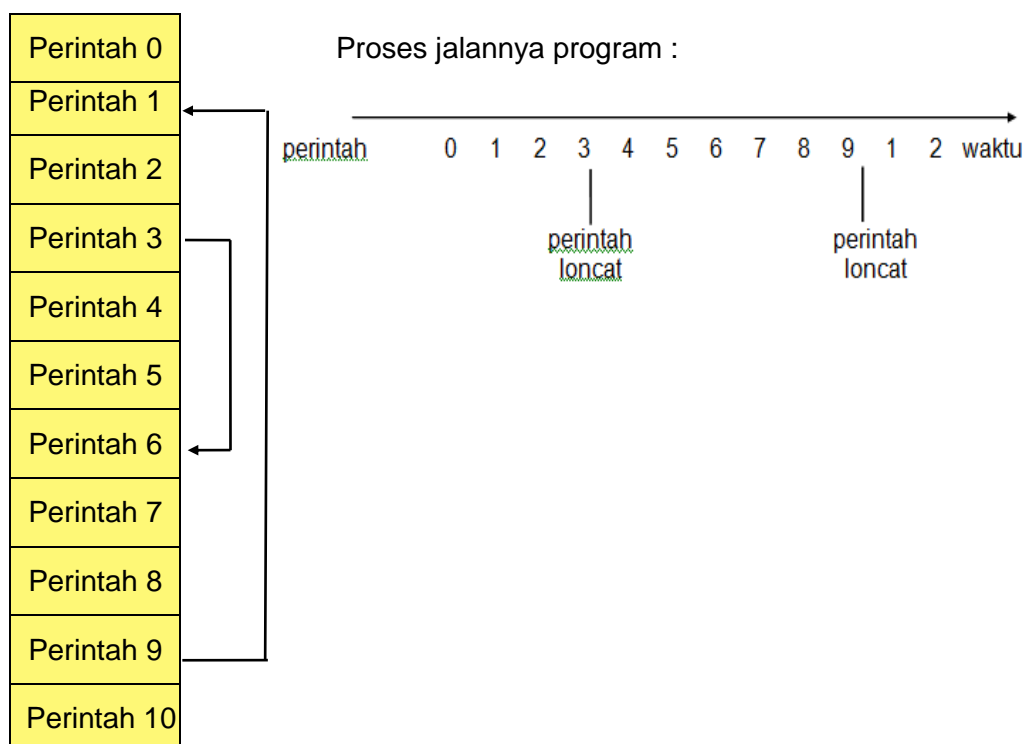 Perintah 0
Perintah 1
Perintah 2
Perintah 3
Perintah 4
Perintah 5
Perintah 6
Perintah 7
Perintah 8
Perintah 9
Perintah 10
Proses jalannya program :
perintah 0 1 2 3 4 5 6 7 8 9 1 2 waktu
perintah
loncat
perintah
loncat